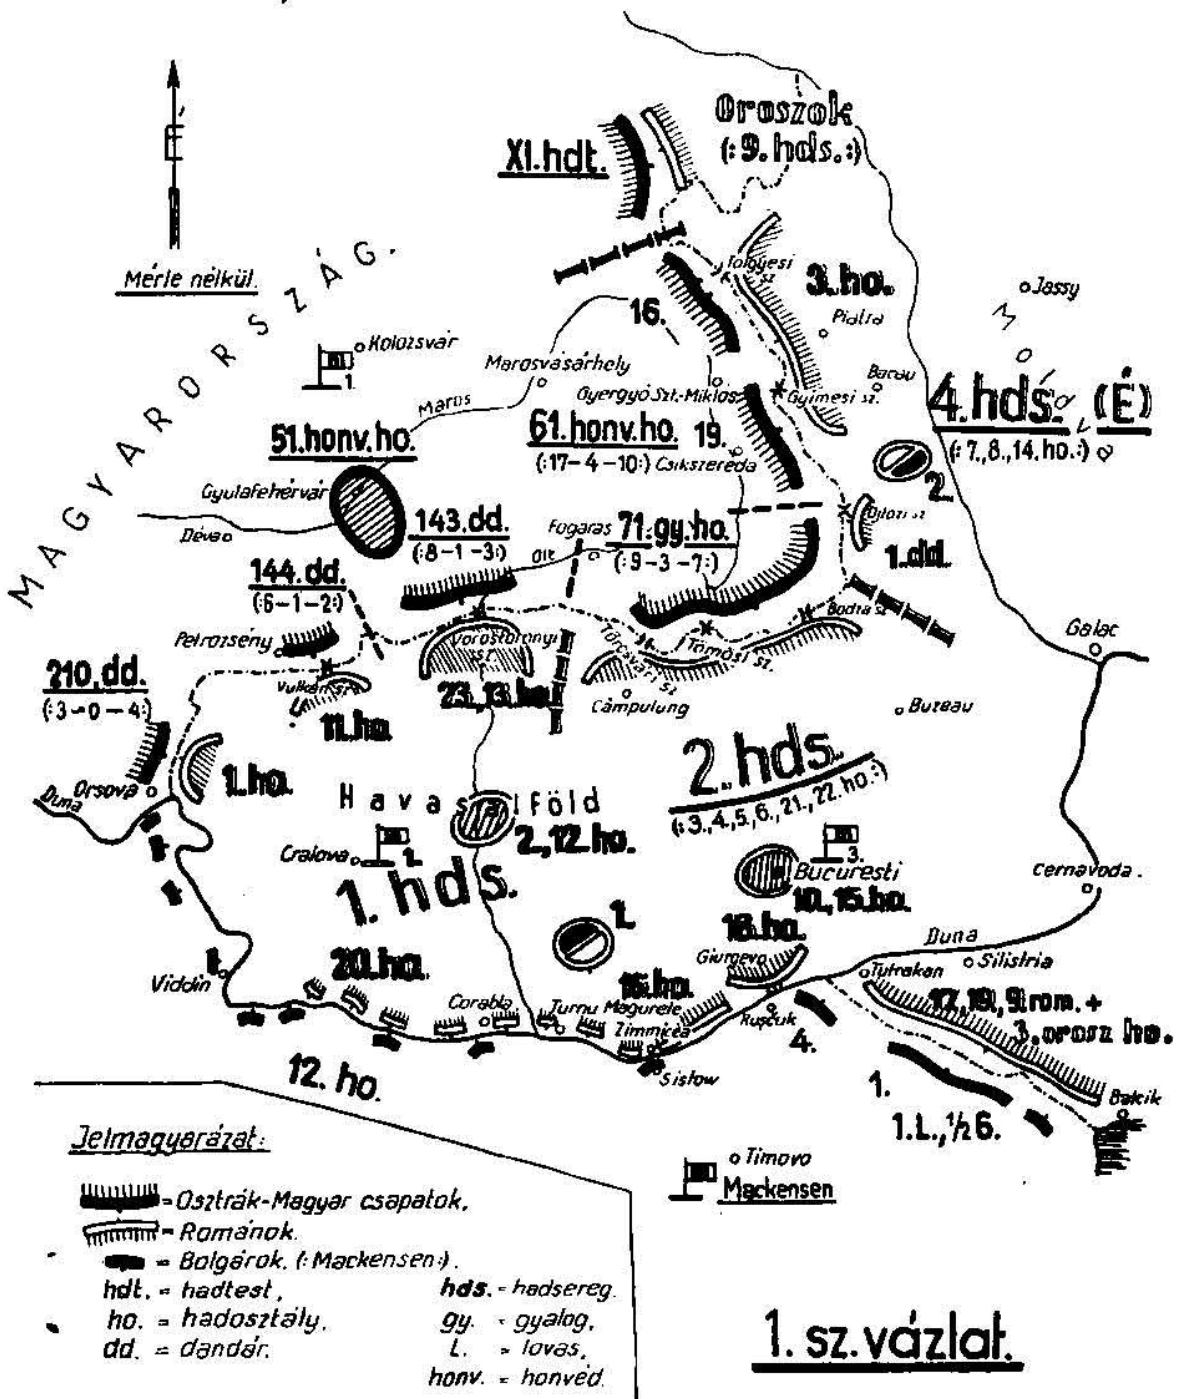 É
Mérle nélkül.
MAGYARORSZÁG.
Oroszok
(:9. hds.:)
XI.hdt.
Tölgyesi
sz.
3.ho.
Jassy
16.
Piatra
Kolozsvár
1.
Marosvásárhely
Bacau
Maros
Gyergyó Szt.-Miklós
Gyimesi sz.
4.hds. (É)
(:7., 8., 14. ho.:)
51.honv.ho.
61.honv.ho.
19.
(:17-4-10:)
Csikszereda
2.
Gyulafehérvár
143.dd.
(:8-1-3:)
Fogaras
71.gy.ho.
(:9-3-7:)
Ojtozi sz
Déva
Olt
1.dd.
144.dd.
(:6-1-2:)
Bodza sz
Galac
Petrozsény
Vöröstoronyi
sz.
Törcsvári sz
Tömösi sz.
210.dd.
(:3-0-4:)
Vulkán sz.
23.,13.ho.
Câmpulung
Buzeau
11.ho.
2.hds.
(:3.,4.,5.,6.,21.,22.ho.:)
1.ho.
Duna
Orsova
Havasalföld
2.,12.ho.
Cralova
2.
3.
Bucuresti
10.,15.ho.
Cernavoda.
1. hds.
1.
18.ho.
Duna
20.ho.
Giurgevo
Silistria
Viddin
16.ho.
Tutrakan
Corabla
Turnu Magurele
Zimmicea
Ruscuk
17.,19.,9.rom. +
3.orosz ho.
4.
12. ho.
Sistow
1.
Balcik
1.L.,½6.
Timovo
Mackensen
Jelmagyarázat:
=Osztrák-Magyar csapatok.
= Románok.
= Bolgárok. (:Mackensen:).
hdt. = hadtest,
hds. = hadsereg.
ho. = hadosztály.
gy. = gyalog,
dd. = dandár.
L. = lovas,
honv. = honvéd.
1. sz. vázlat.